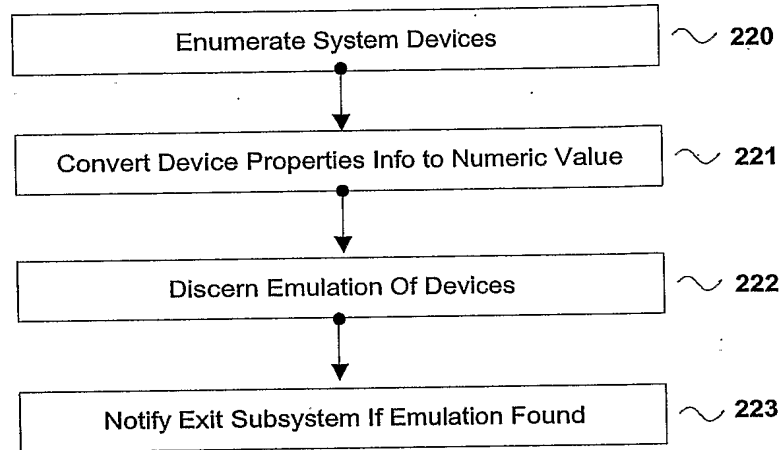 Enumerate System Devices 220
Convert Device Properties Info to Numeric Value 221
Discern Emulation Of Devices 222
Notify Exit Subsystem If Emulation Found 223